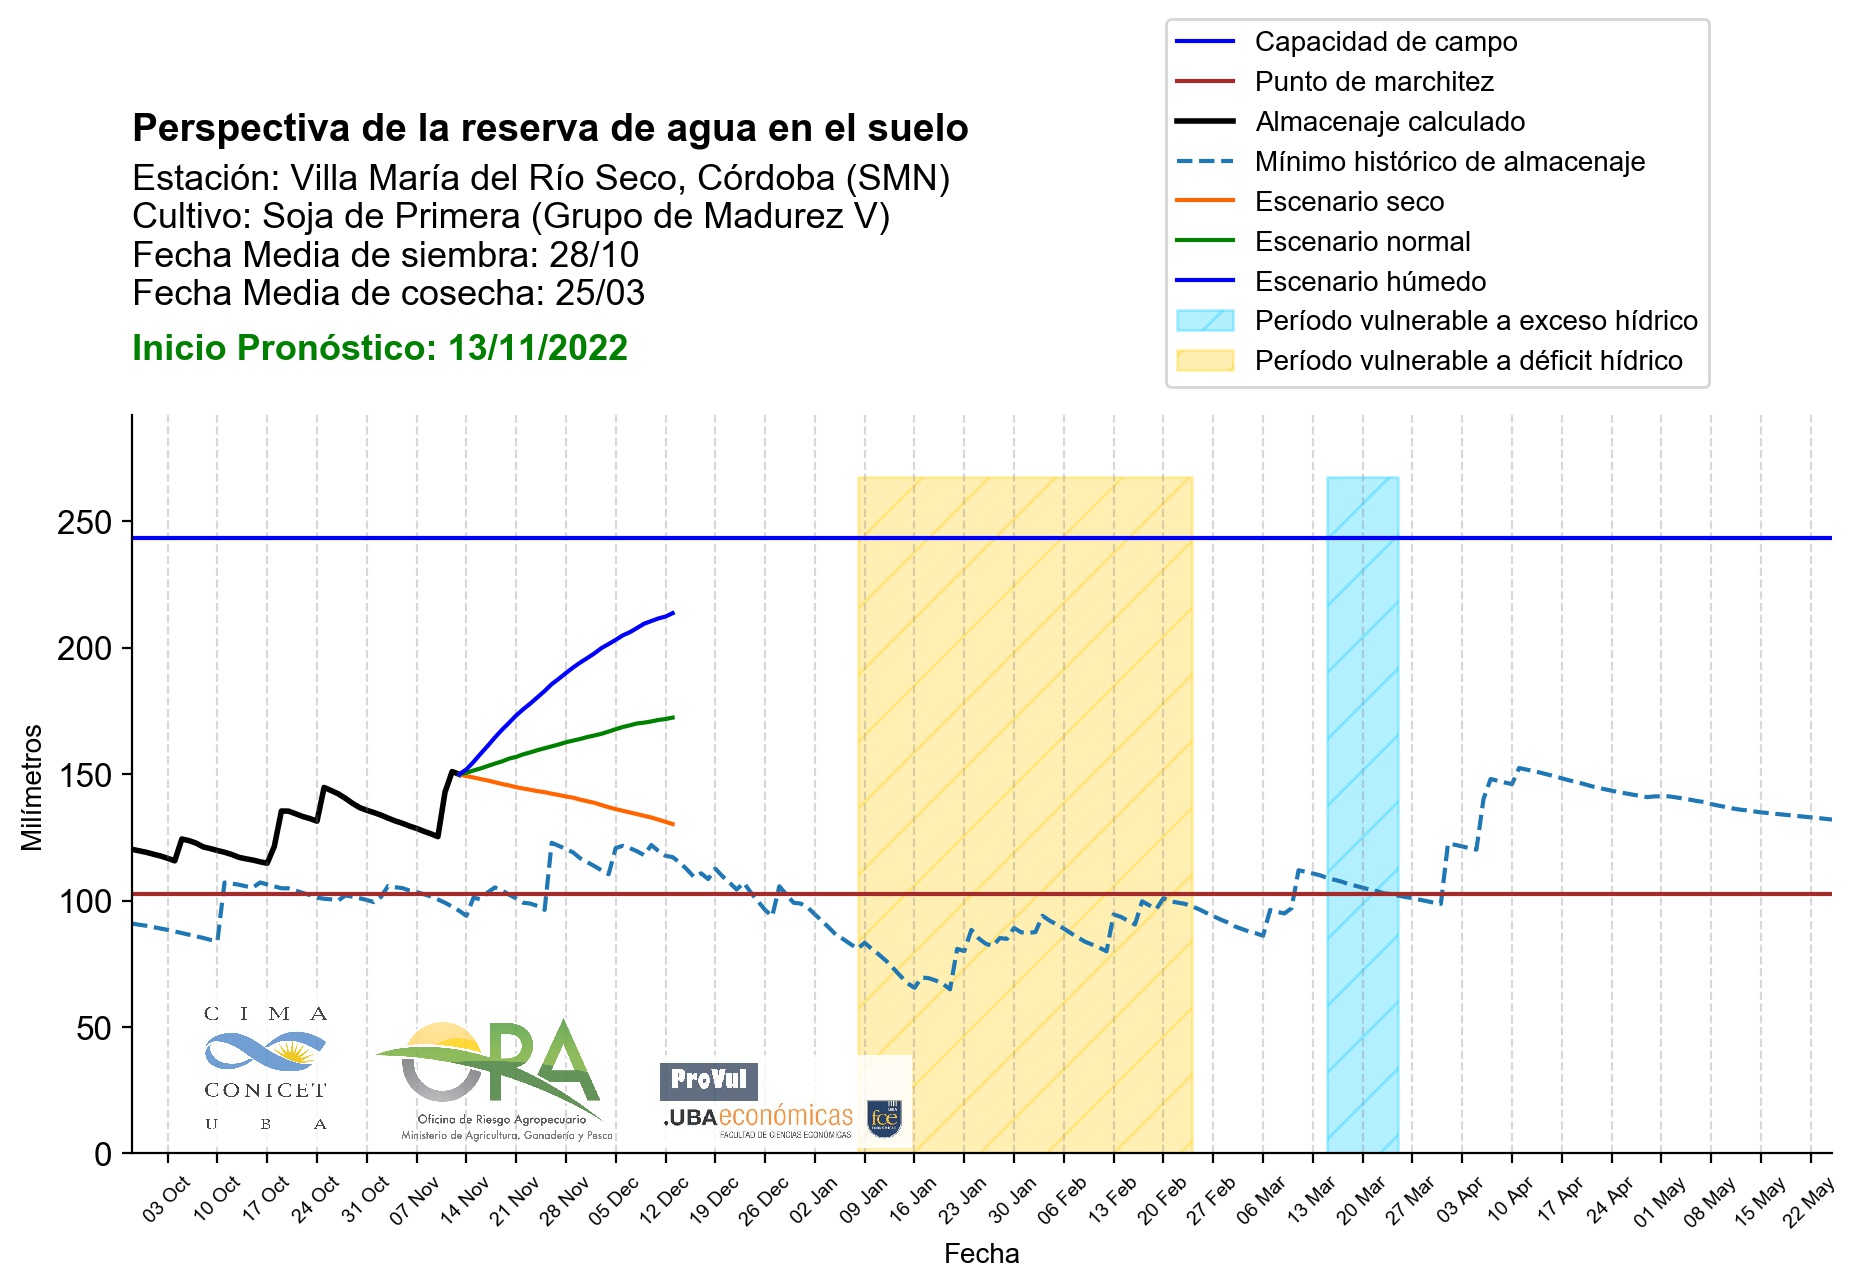 Capacidad de campo
Punto de marchitez
Almacenaje calculado
Mínimo histórico de almacenaje
Escenario seco
Escenario normal
Escenario húmedo
Período vulnerable a exceso hídrico
Período vulnerable a déficit hídrico
Perspectiva de la reserva de agua en el suelo
Estación: Villa María del Río Seco, Córdoba (SMN)
Cultivo: Soja de Primera (Grupo de Madurez V)
Fecha Media de siembra: 28/10
Fecha Media de cosecha: 25/03
Inicio Pronóstico: 13/11/2022
250
200
150
100
50
0
Milímetros
CIMA
CONICET
UBA
ORA
Oficina de Riesgo Agropecuario
Ministerio de Agricultura, Ganadería y Pesca
ProVul
.UBAeconómicas
FACULTAD DE CIENCIAS ECONÓMICAS
fce
03 Oct
10 Oct
17 Oct
24 Oct
31 Oct
07 Nov
14 Nov
21 Nov
28 Nov
05 Dec
12 Dec
19 Dec
26 Dec
02 Jan
09 Jan
16 Jan
23 Jan
30 Jan
06 Feb
13 Feb
20 Feb
27 Feb
06 Mar
13 Mar
20 Mar
27 Mar
03 Apr
10 Apr
17 Apr
24 Apr
01 May
08 May
15 May
22 May
Fecha